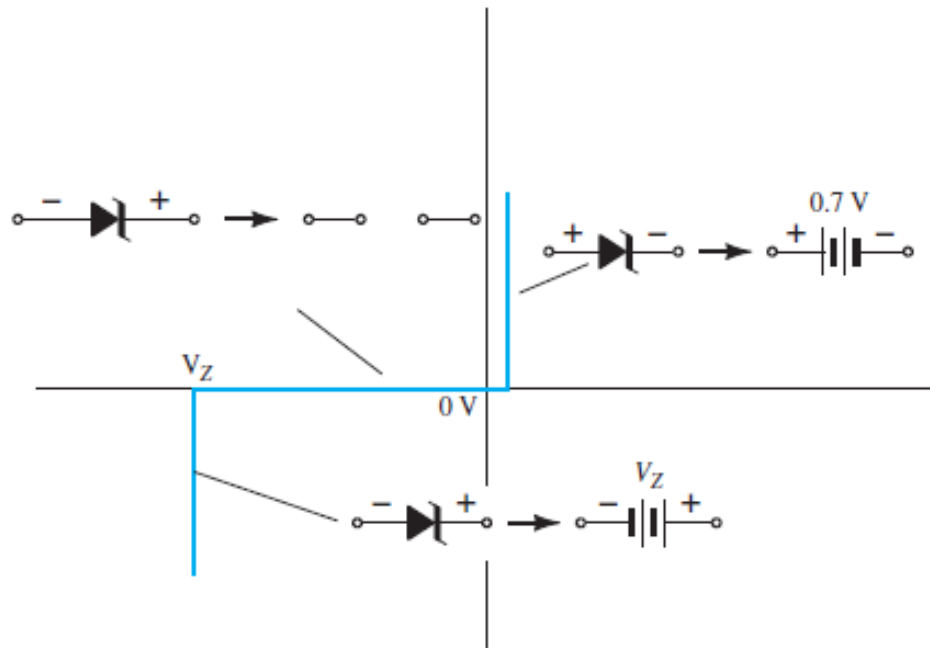 − +
0.7 V
+ − + −
V_Z
0 V
V_Z
− + − +